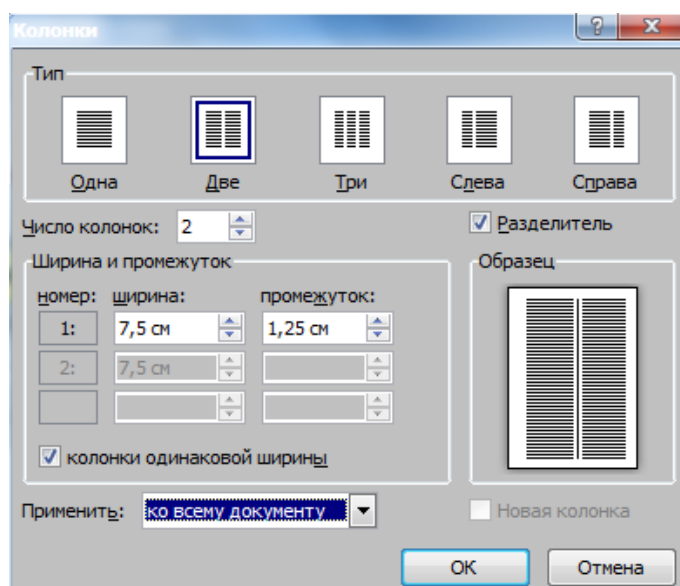 Колонки
Тип
Одна Две Три Слева Справа
Число колонок: 2 Разделитель
Ширина и промежуток Образец
номер: ширина: промежуток:
1: 7,5 см 1,25 см
2: 7,5 см
колонки одинаковой ширины
Применить: ко всему документу Новая колонка
ОК Отмена